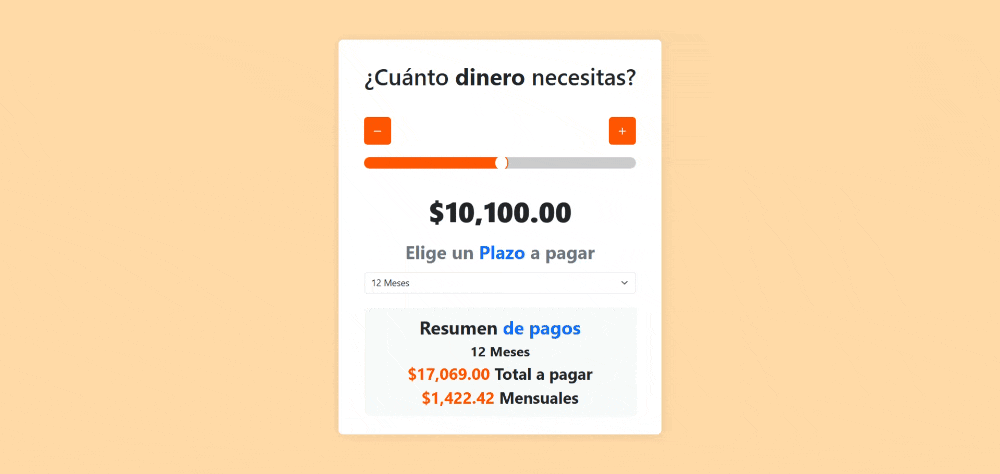 ¿Cuánto dinero necesitas?
− +
$10,100.00
Elige un Plazo a pagar
12 Meses
Resumen de pagos
12 Meses
$17,069.00 Total a pagar
$1,422.42 Mensuales